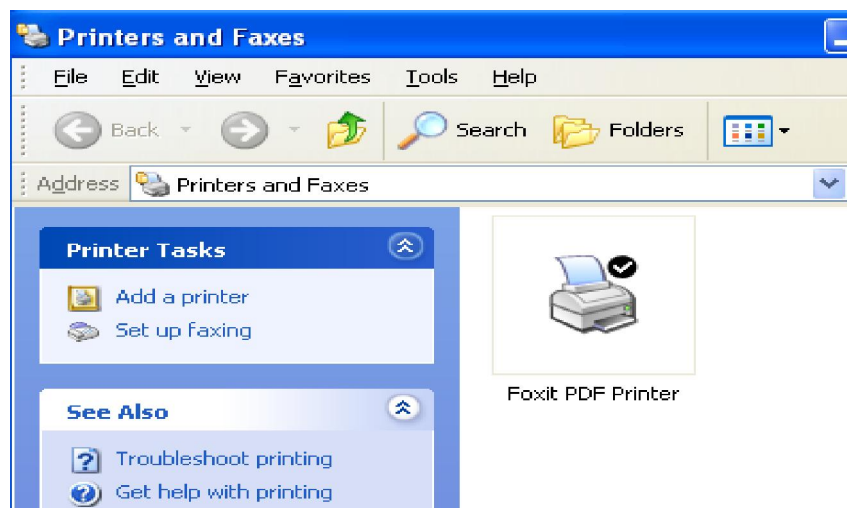 Printers and Faxes
File Edit View Favorites Tools Help
Back Search Folders
Address Printers and Faxes
Printer Tasks
Add a printer
Set up faxing
Foxit PDF Printer
See Also
Troubleshoot printing
Get help with printing